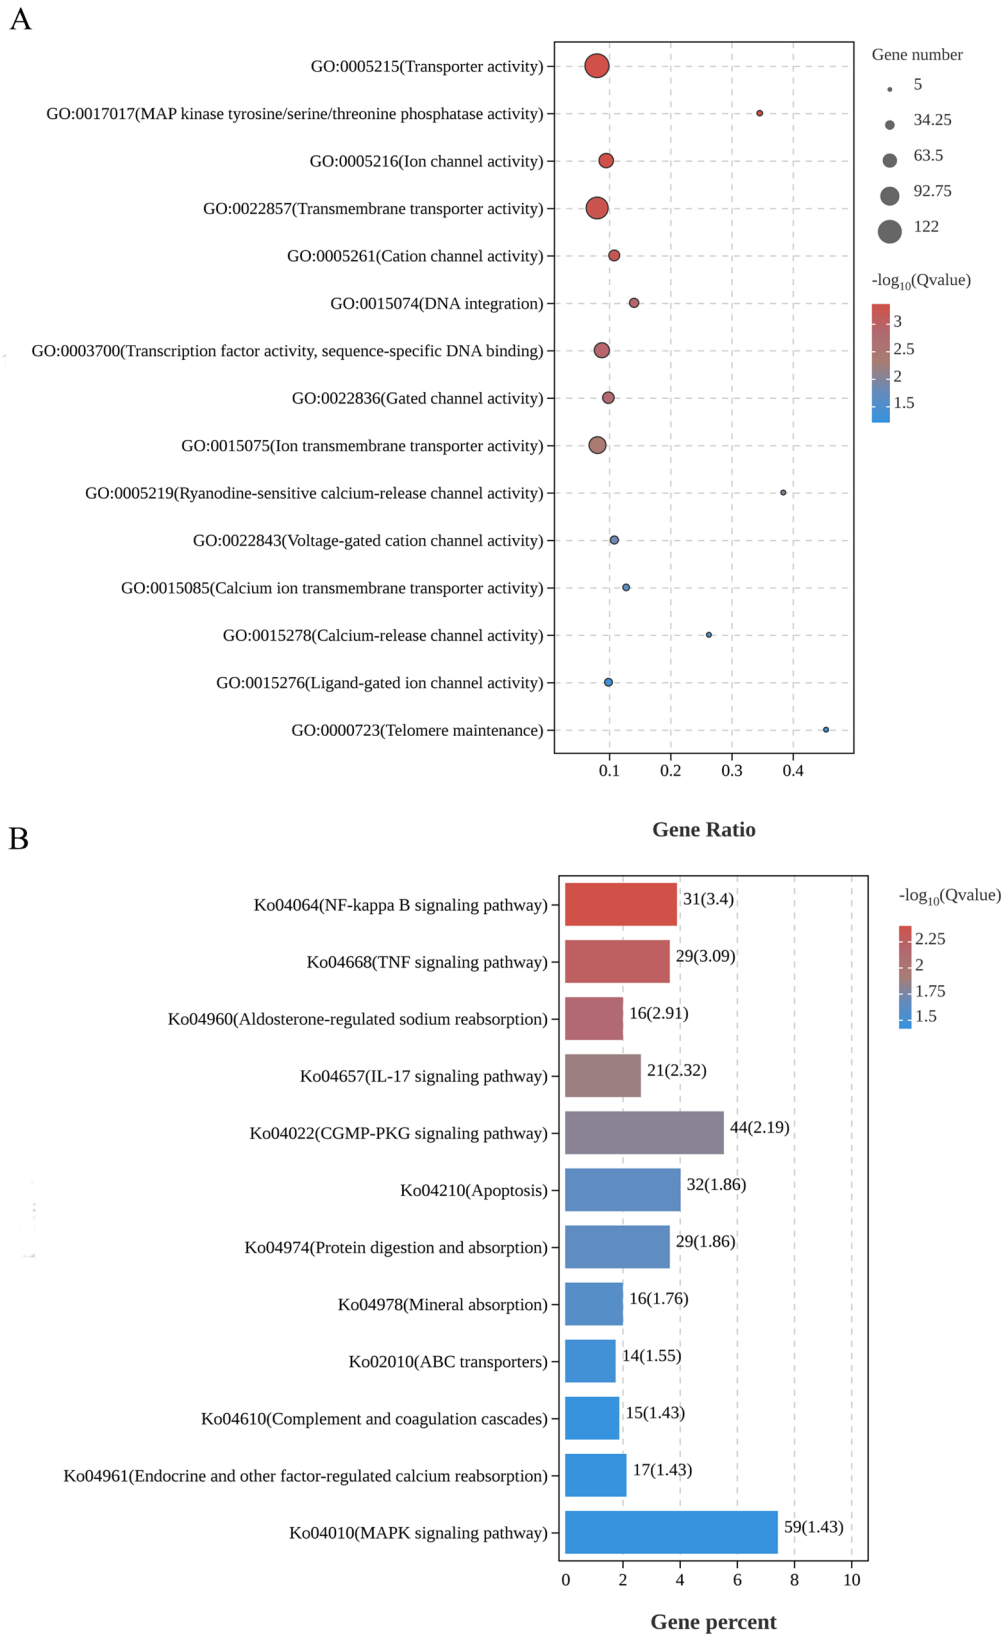 A
GO:0005215(Transporter activity)
GO:0017017(MAP kinase tyrosine/serine/threonine phosphatase activity)
GO:0005216(Ion channel activity)
GO:0022857(Transmembrane transporter activity)
GO:0005261(Cation channel activity)
GO:0015074(DNA integration)
GO:0003700(Transcription factor activity, sequence-specific DNA binding)
GO:0022836(Gated channel activity)
GO:0015075(Ion transmembrane transporter activity)
GO:0005219(Ryanodine-sensitive calcium-release channel activity)
GO:0022843(Voltage-gated cation channel activity)
GO:0015085(Calcium ion transmembrane transporter activity)
GO:0015278(Calcium-release channel activity)
GO:0015276(Ligand-gated ion channel activity)
GO:0000723(Telomere maintenance)
0.1 0.2 0.3 0.4
Gene Ratio
Gene number
5
34.25
63.5
92.75
122
-log10(Qvalue)
3
2.5
2
1.5
B
Ko04064(NF-kappa B signaling pathway) 31(3.4)
Ko04668(TNF signaling pathway) 29(3.09)
Ko04960(Aldosterone-regulated sodium reabsorption) 16(2.91)
Ko04657(IL-17 signaling pathway) 21(2.32)
Ko04022(CGMP-PKG signaling pathway) 44(2.19)
Ko04210(Apoptosis) 32(1.86)
Ko04974(Protein digestion and absorption) 29(1.86)
Ko04978(Mineral absorption) 16(1.76)
Ko02010(ABC transporters) 14(1.55)
Ko04610(Complement and coagulation cascades) 15(1.43)
Ko04961(Endocrine and other factor-regulated calcium reabsorption) 17(1.43)
Ko04010(MAPK signaling pathway) 59(1.43)
0 2 4 6 8 10
Gene percent
-log10(Qvalue)
2.25
2
1.75
1.5